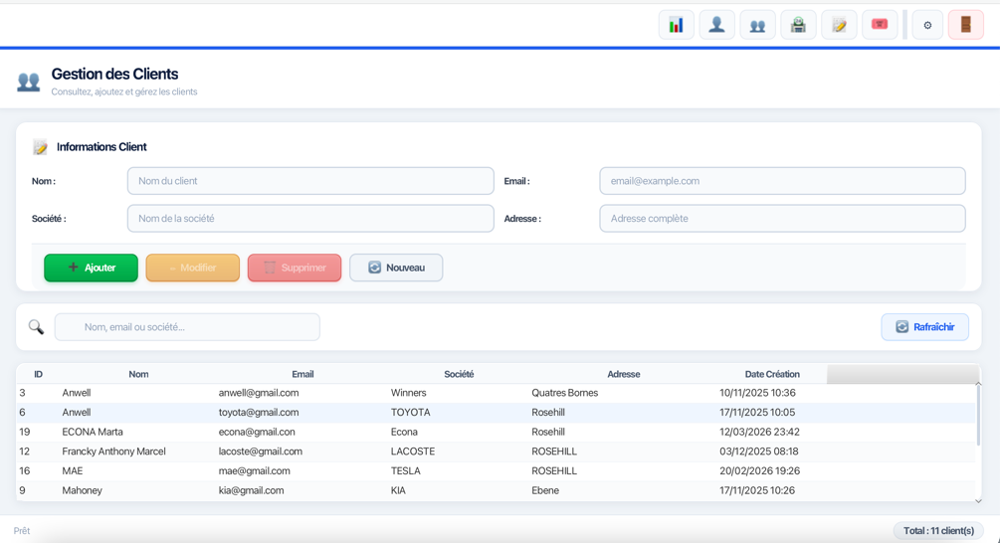 Gestion des Clients
Consultez, ajoutez et gérez les clients
Informations Client
Nom : Nom du client Email : email@example.com
Société : Nom de la société Adresse : Adresse complète
Ajouter Modifier Supprimer Nouveau
Nom, email ou société... Rafraîchir
ID Nom Email Société Adresse Date Création
3 Anwell anwell@gmail.com Winners Quatres Bornes 10/11/2025 10:36
6 Anwell toyota@gmail.com TOYOTA Rosehill 17/11/2025 10:05
19 ECONA Marta econa@gmail.con Econa Rosehill 12/03/2026 23:42
12 Francky Anthony Marcel lacoste@gmail.com LACOSTE ROSEHILL 03/12/2025 08:18
16 MAE mae@gmail.com TESLA ROSEHILL 20/02/2026 19:26
9 Mahoney kia@gmail.com KIA Ebene 17/11/2025 10:26
Prêt Total : 11 client(s)